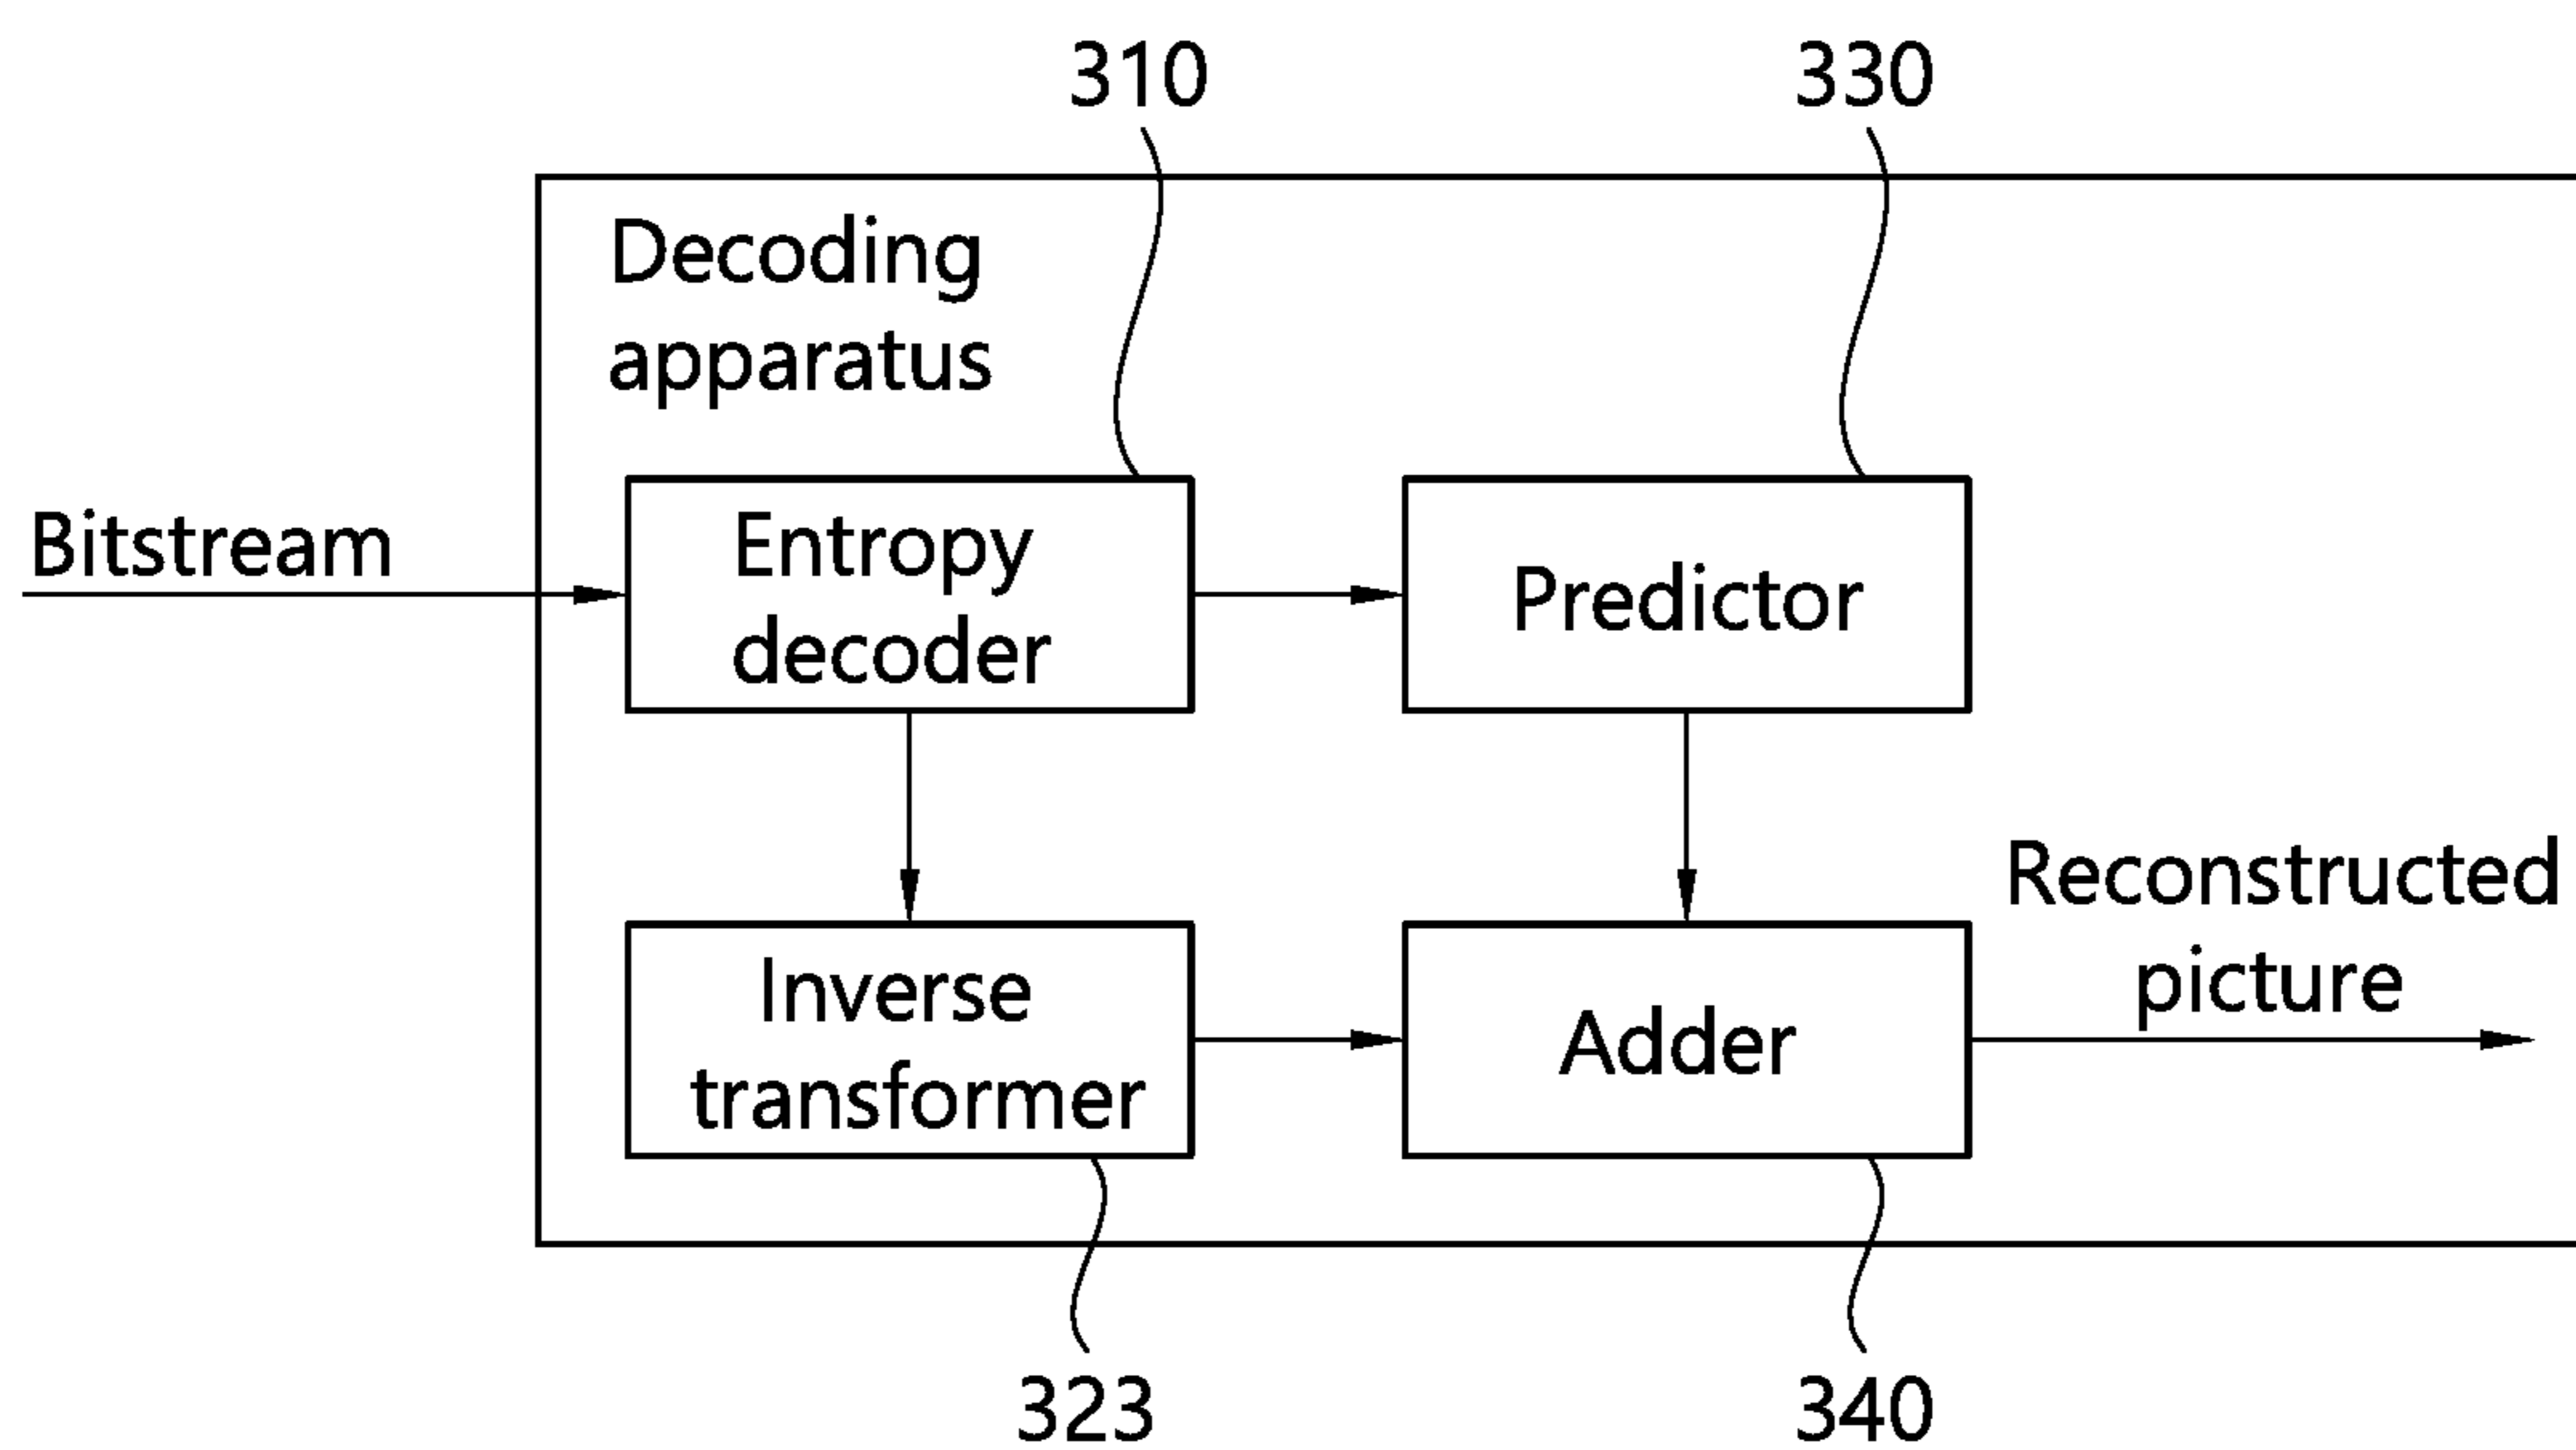 310
330
Decoding
apparatus
Bitstream
Entropy
decoder
Predictor
Inverse
transformer
Adder
Reconstructed
picture
323
340